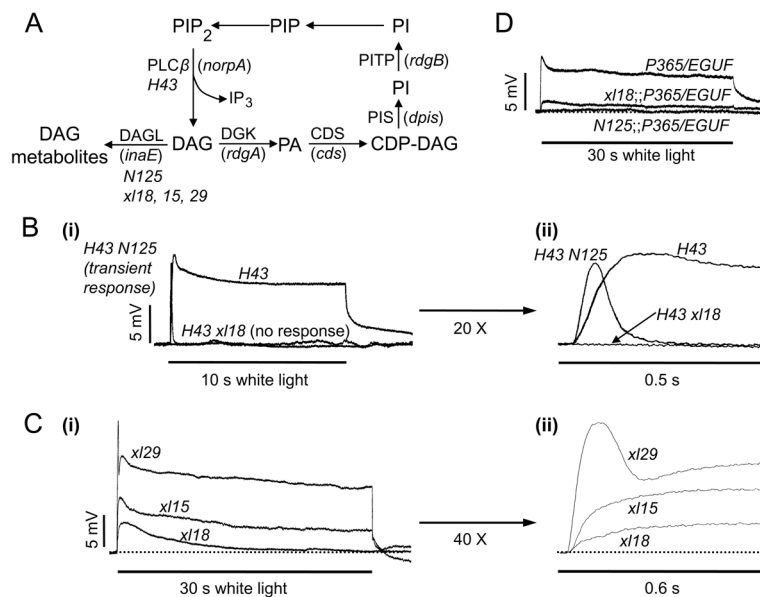 A
PIP2 PIP PI
PLCβ (norpA)
H43
IP3
PITP (rdgB)
PI
PIS (dpis)
DAG
metabolites
DAGL
(inaE)
N125
xl18, 15, 29
DAG
DGK
(rdgA)
PA
CDS
(cds)
CDP-DAG
D
5 mV
P365/EGUF
xl18;;P365/EGUF
N125;;P365/EGUF
30 s white light
B
(i)
H43 N125
(transient
response)
H43
5 mV
H43 xl18 (no response)
10 s white light
20 X
(ii)
H43 N125
H43
H43 xl18
0.5 s
C
(i)
xl29
xl15
xl18
5 mV
30 s white light
40 X
(ii)
xl29
xl15
xl18
0.6 s